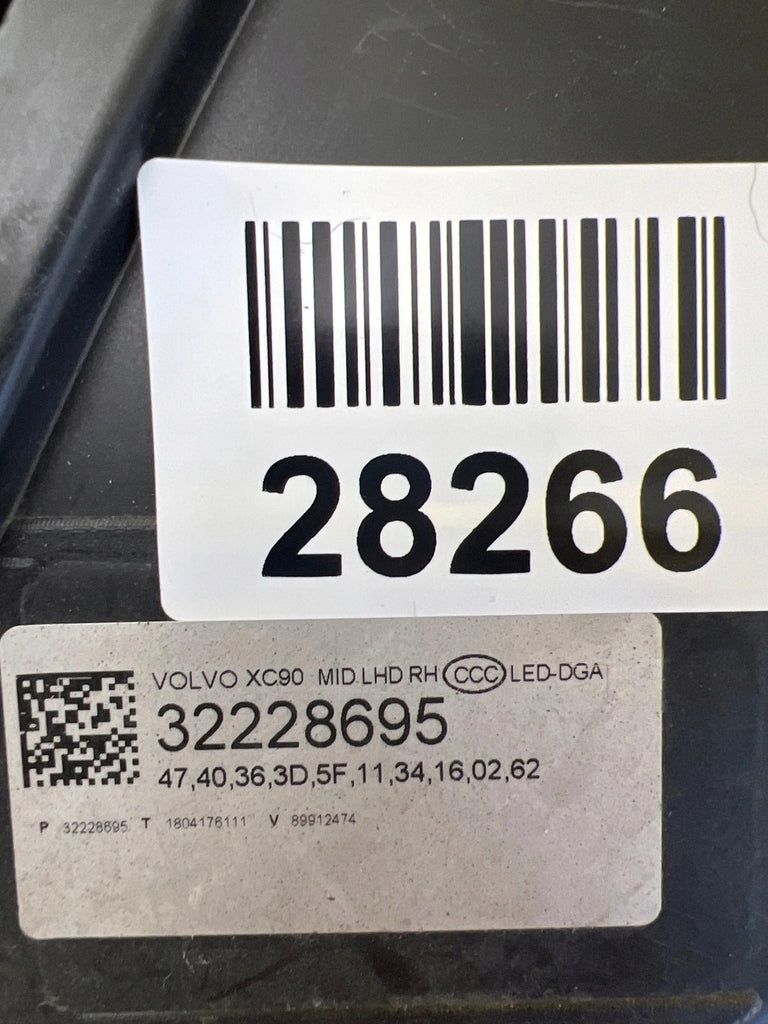 28266
VOLVO XC90 MID LHD RH CCC LED-DGA
32228695
47,40,36,3D,5F,11,34,16,02,62
P 32228695 T 1804176111 V 89912474